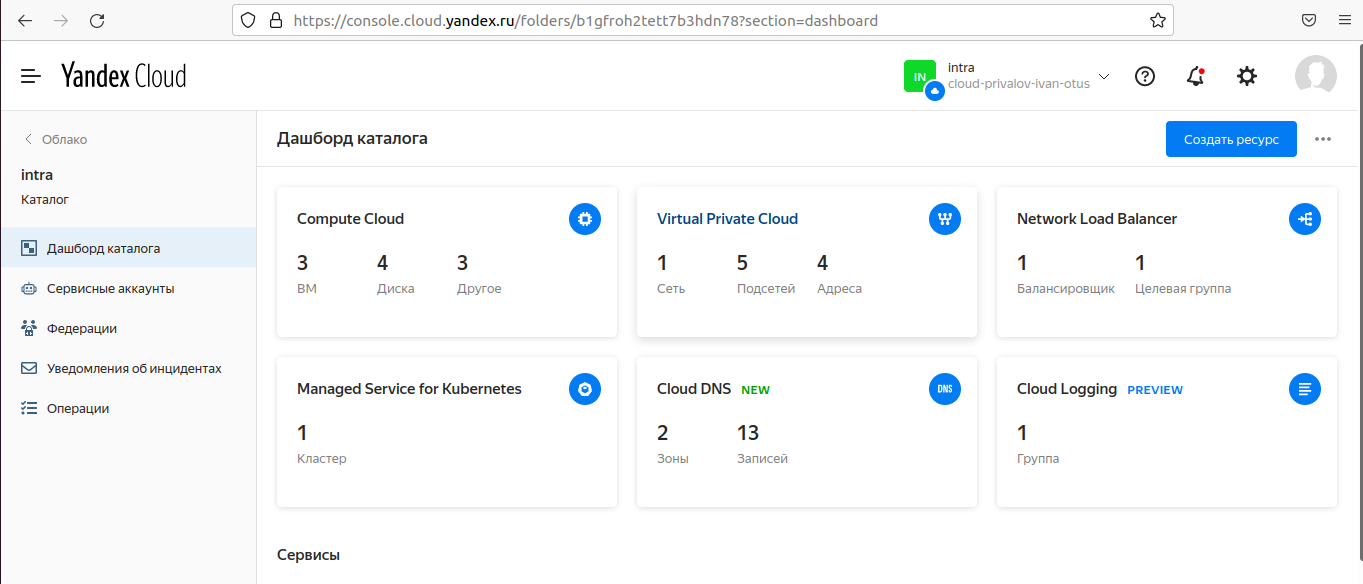 https://console.cloud.yandex.ru/folders/b1gfroh2tett7b3hdn78?section=dashboard
Yandex Cloud
IN
intra
cloud-privalov-ivan-otus
Облако
intra
Каталог
Дашборд каталога
Сервисные аккаунты
Федерации
Уведомления об инцидентах
Операции
Дашборд каталога
Создать ресурс
Compute Cloud
3 4 3
ВМ Диска Другое
Virtual Private Cloud
1 5 4
Сеть Подсетей Адреса
Network Load Balancer
1 1
Балансировщик Целевая группа
Managed Service for Kubernetes
1
Кластер
Cloud DNS NEW
DNS
2 13
Зоны Записей
Cloud Logging PREVIEW
1
Группа
Сервисы